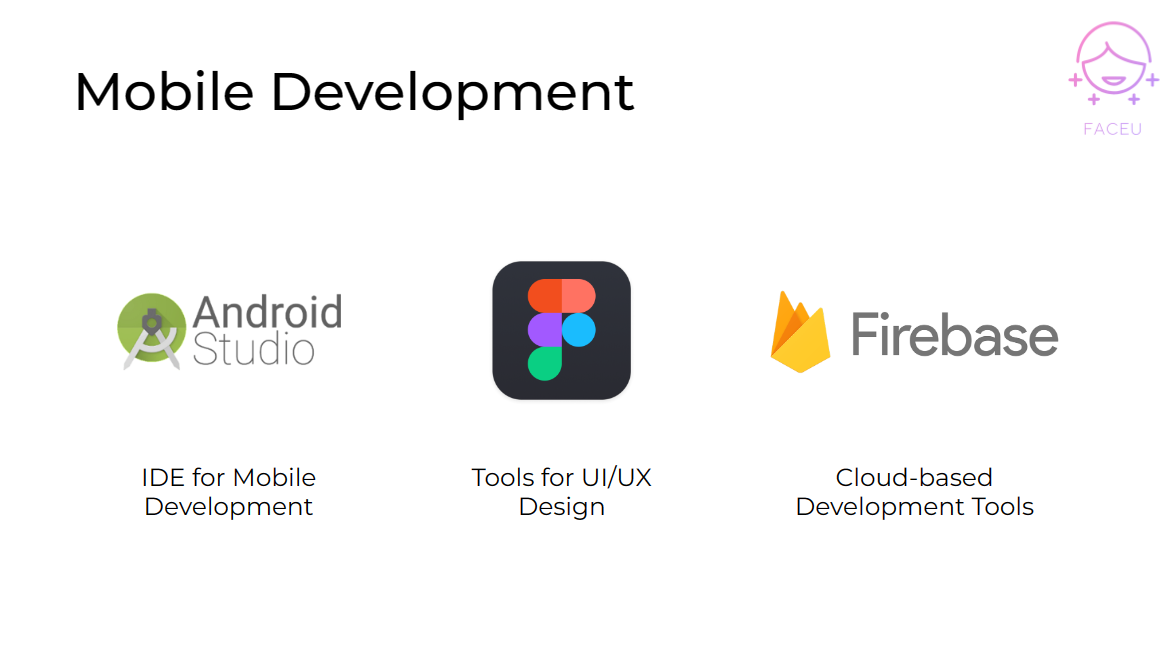 Mobile Development
FACEU
Android
Studio
Firebase
IDE for Mobile
Development
Tools for UI/UX
Design
Cloud-based
Development Tools